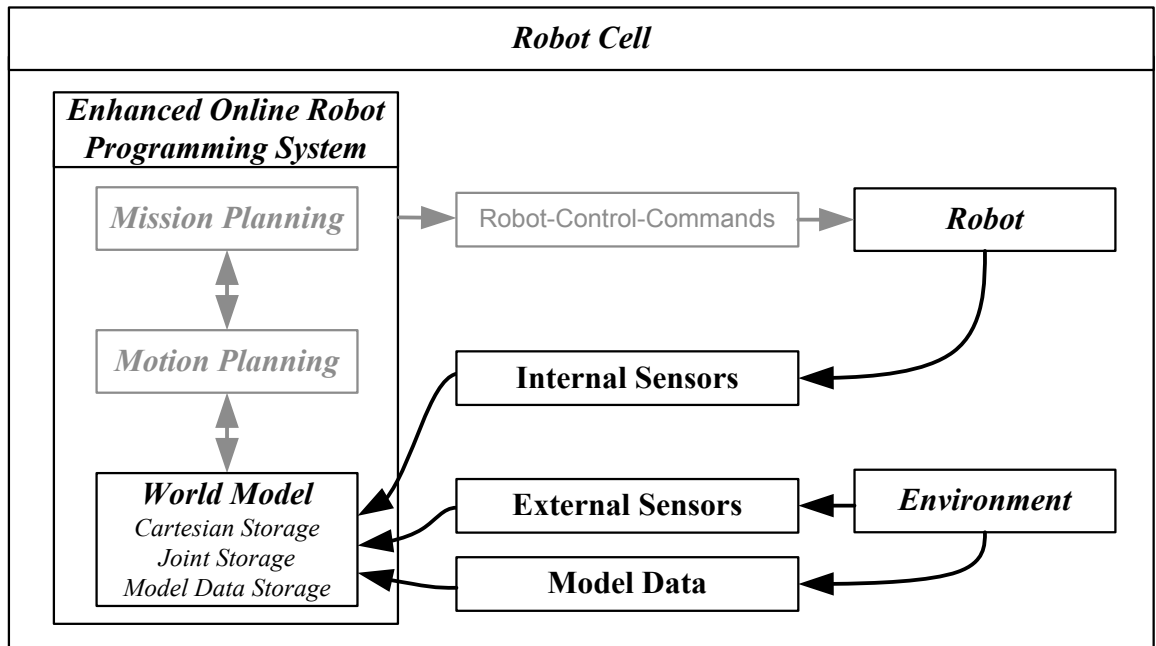 Robot Cell
Enhanced Online Robot
Programming System
Mission Planning
Robot-Control-Commands
Robot
Motion Planning
Internal Sensors
World Model
Cartesian Storage
Joint Storage
Model Data Storage
External Sensors
Environment
Model Data